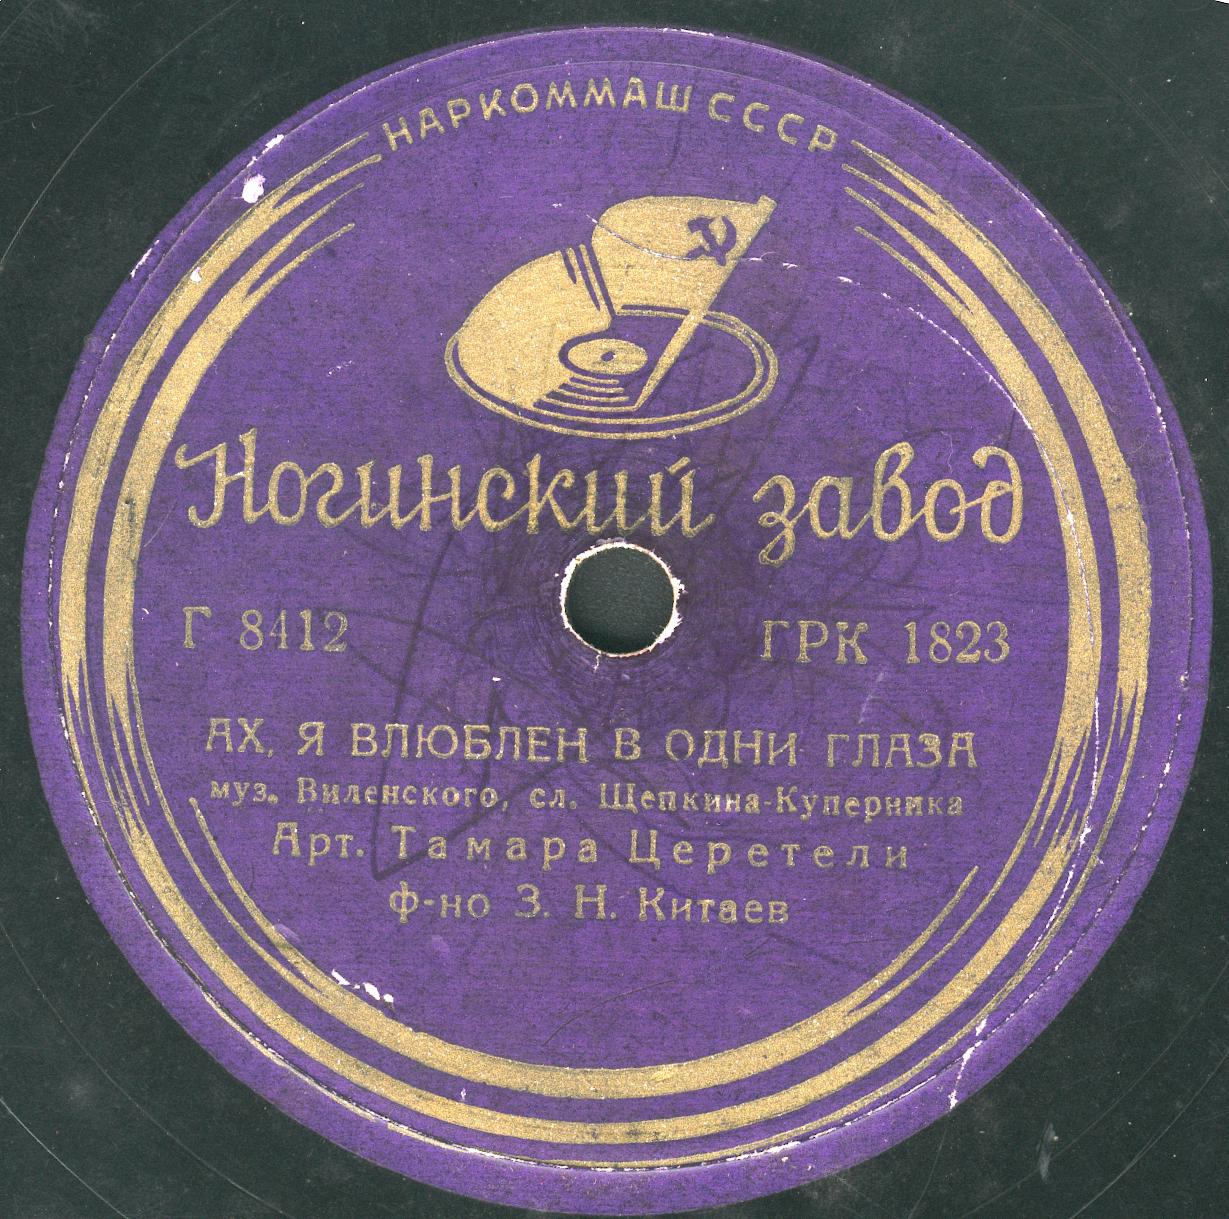 НАРКОММАШ СССР
Ногинский завод
Г 8412
ГРК 1823
АХ, Я ВЛЮБЛЕН В ОДНИ ГЛАЗА
муз. Виленского, сл. Щепкина-Куперника
Арт. Тамара Церетели
ф-но З. Н. Китаев